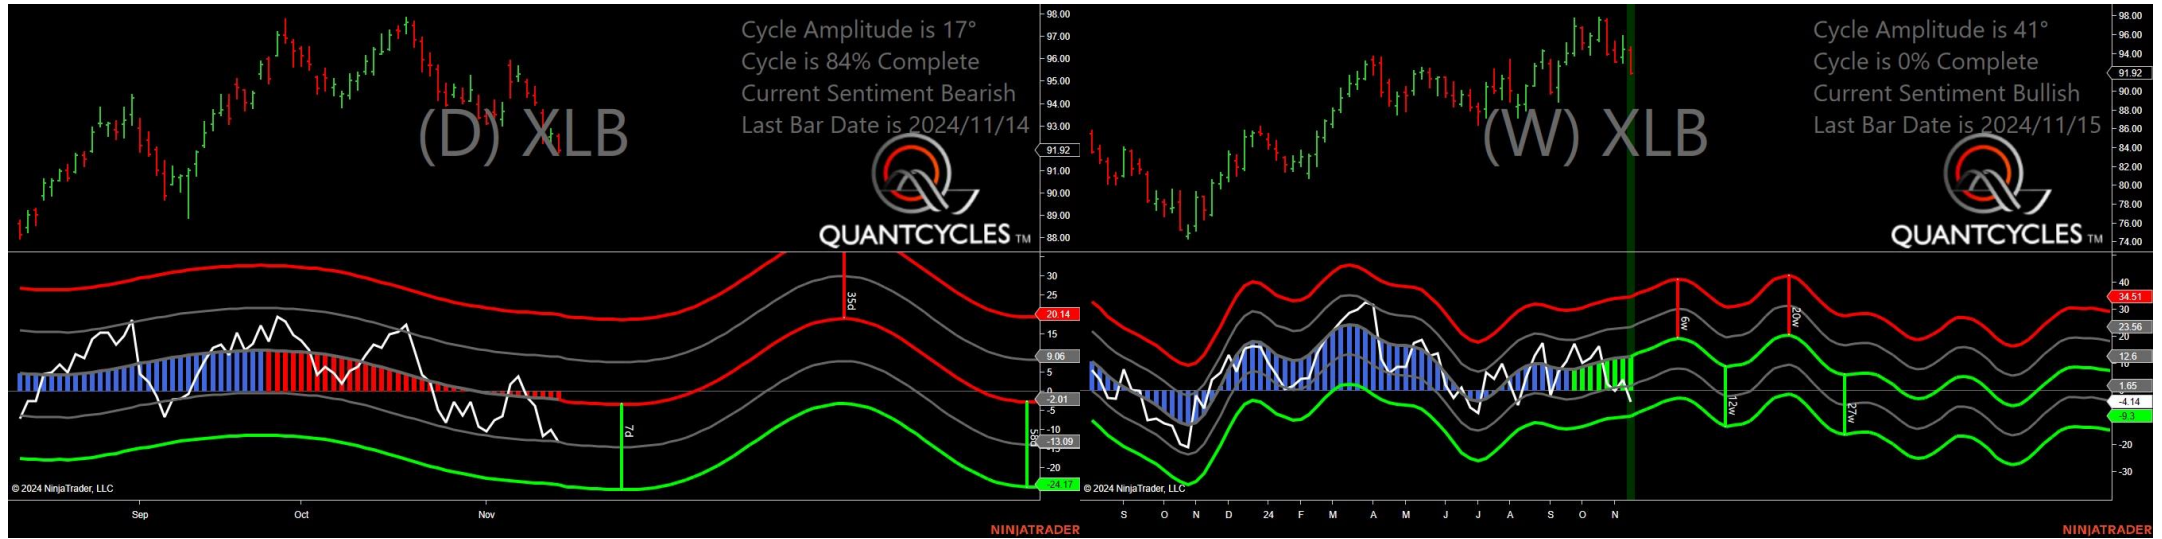 Cycle Amplitude is 17°
Cycle is 84% Complete
Current Sentiment Bearish
Last Bar Date is 2024/11/14
(D) XLB
QUANTCYCLES TM
98.00
97.00
96.00
95.00
94.00
93.00
91.92
91.00
90.00
89.00
88.00
30
25
20.14
15
9.06
5
0
-2.01
-5
-10
-13.09
-15
-20
-24.17
7d
35d
58d
© 2024 NinjaTrader, LLC
Sep
Oct
Nov
NINJATRADER
Cycle Amplitude is 41°
Cycle is 0% Complete
Current Sentiment Bullish
Last Bar Date is 2024/11/15
(W) XLB
QUANTCYCLES TM
98.00
96.00
94.00
91.92
90.00
88.00
86.00
84.00
82.00
80.00
78.00
76.00
74.00
40
34.51
30
23.56
20
12.6
10
1.65
-4.14
-9.3
-20
-30
6w
12w
20w
27w
© 2024 NinjaTrader, LLC
S O N D 24 F M A M J J A S O N
NINJATRADER